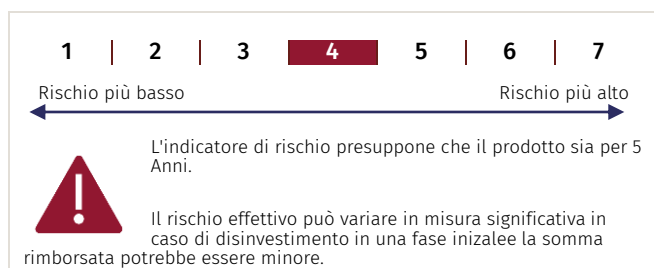 1 | 2 | 3 4 5 | 6 | 7
Rischio più basso Rischio più alto
L'indicatore di rischio presuppone che il prodotto sia per 5
Anni.
Il rischio effettivo può variare in misura significativa in
caso di disinvestimento in una fase inizalee la somma
rimborsata potrebbe essere minore.